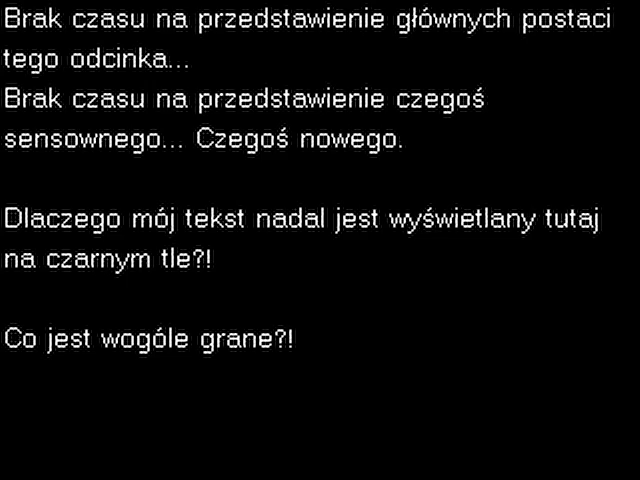 Brak czasu na przedstawienie głównych postaci
tego odcinka...
Brak czasu na przedstawienie czegoś
sensownego... Czegoś nowego.
Dlaczego mój tekst nadal jest wyświetlany tutaj
na czarnym tle?!
Co jest wogóle grane?!